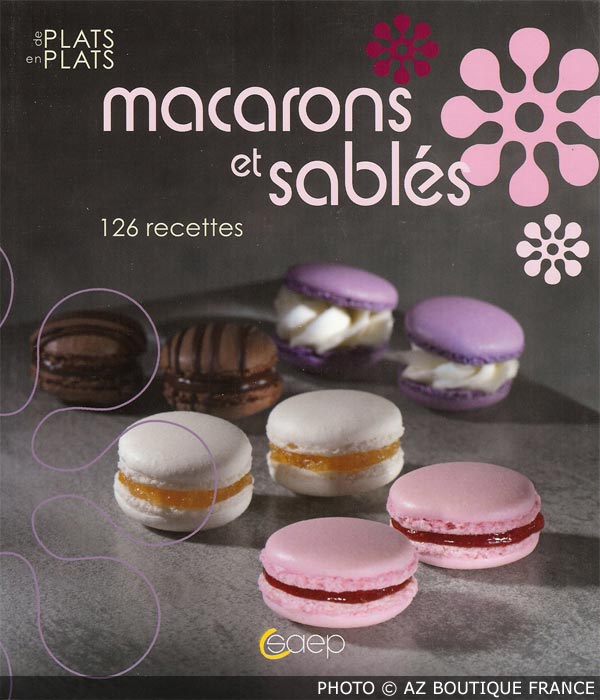 de PLATS
en PLATS
macarons
et sablés
126 recettes
saep
PHOTO © AZ BOUTIQUE FRANCE